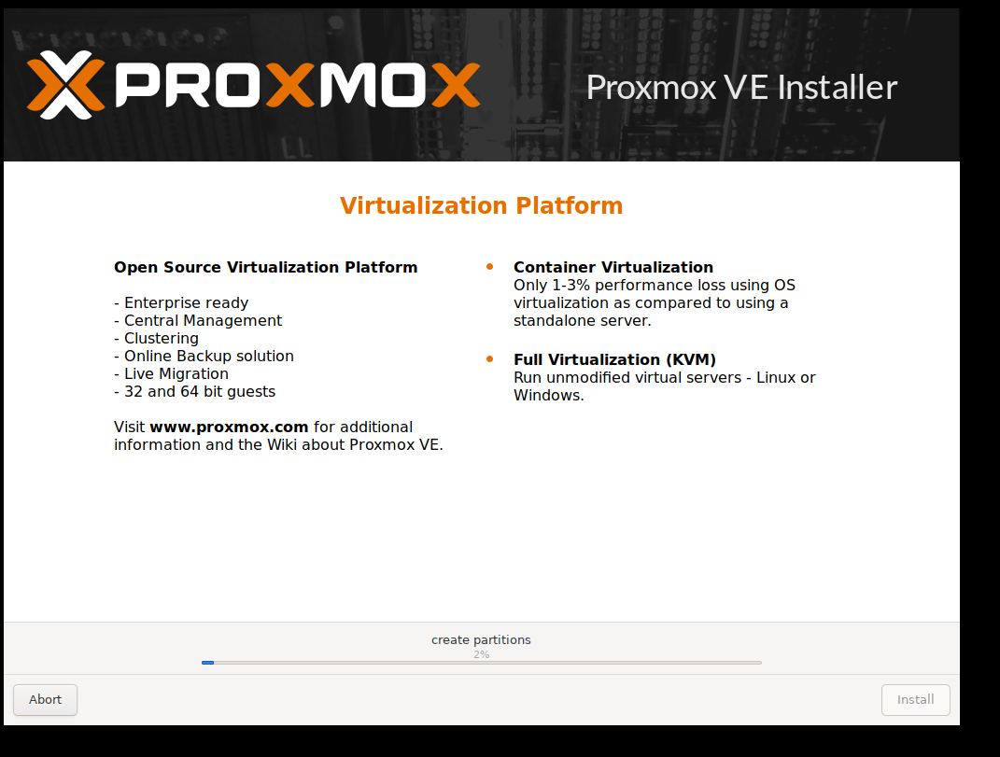 PROXMOX
Proxmox VE Installer
Virtualization Platform
Open Source Virtualization Platform
- Enterprise ready
- Central Management
- Clustering
- Online Backup solution
- Live Migration
- 32 and 64 bit guests
Visit www.proxmox.com for additional
information and the Wiki about Proxmox VE.
Container Virtualization
Only 1-3% performance loss using OS
virtualization as compared to using a
standalone server.
Full Virtualization (KVM)
Run unmodified virtual servers - Linux or
Windows.
create partitions
2%
Abort
Install